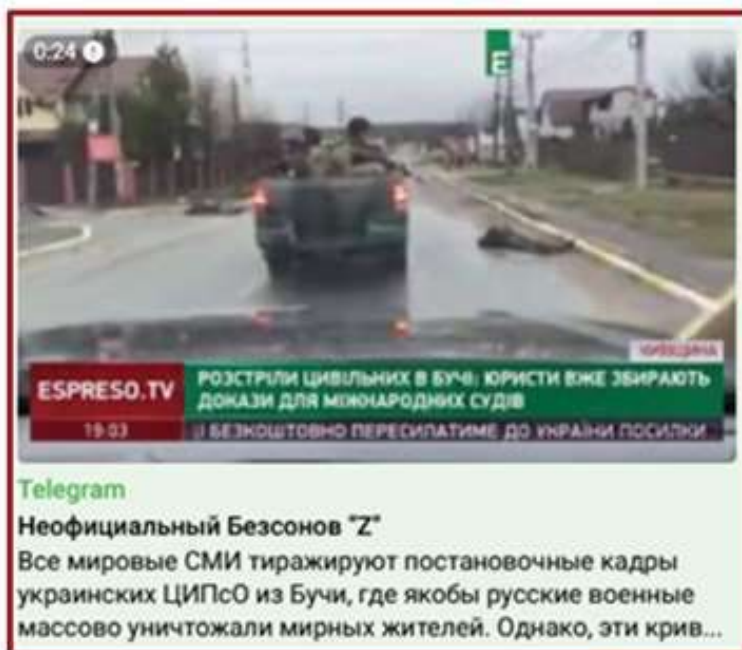 0:24
Є
КИЇВЩИНА
ESPRESO.TV
РОЗСТРІЛИ ЦИВІЛЬНИХ В БУЧІ: ЮРИСТИ ВЖЕ ЗБИРАЮТЬ
ДОКАЗИ ДЛЯ МІЖНАРОДНИХ СУДІВ
19:03
І БЕЗКОШТОВНО ПЕРЕСИЛАТИМЕ ДО УКРАЇНИ ПОСИЛКИ
Telegram
Неофициальный Безсонов "Z"
Все мировые СМИ тиражируют постановочные кадры
украинских ЦИПсО из Бучи, где якобы русские военные
массово уничтожали мирных жителей. Однако, эти крив...